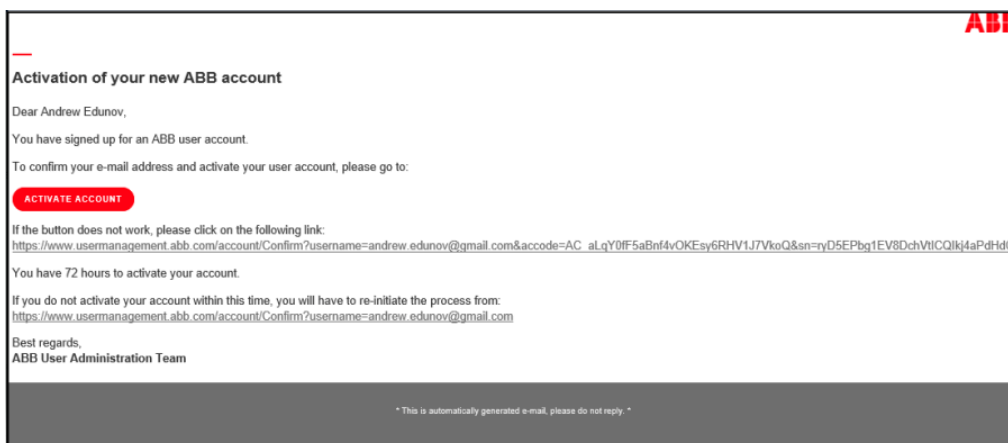 ABB
Activation of your new ABB account
Dear Andrew Edunov,
You have signed up for an ABB user account.
To confirm your e-mail address and activate your user account, please go to:
ACTIVATE ACCOUNT
If the button does not work, please click on the following link:
https://www.usermanagement.abb.com/account/Confirm?username=andrew.edunov@gmail.com&accode=AC_aLqY0fF5aBnf4vOKEsy6RHV1J7VkoQ&sn=ryD5EPbg1EV8DchVtICQIkj4aPdHd
You have 72 hours to activate your account.
If you do not activate your account within this time, you will have to re-initiate the process from:
https://www.usermanagement.abb.com/account/Confirm?username=andrew.edunov@gmail.com
Best regards,
ABB User Administration Team
* This is automatically generated e-mail, please do not reply. *